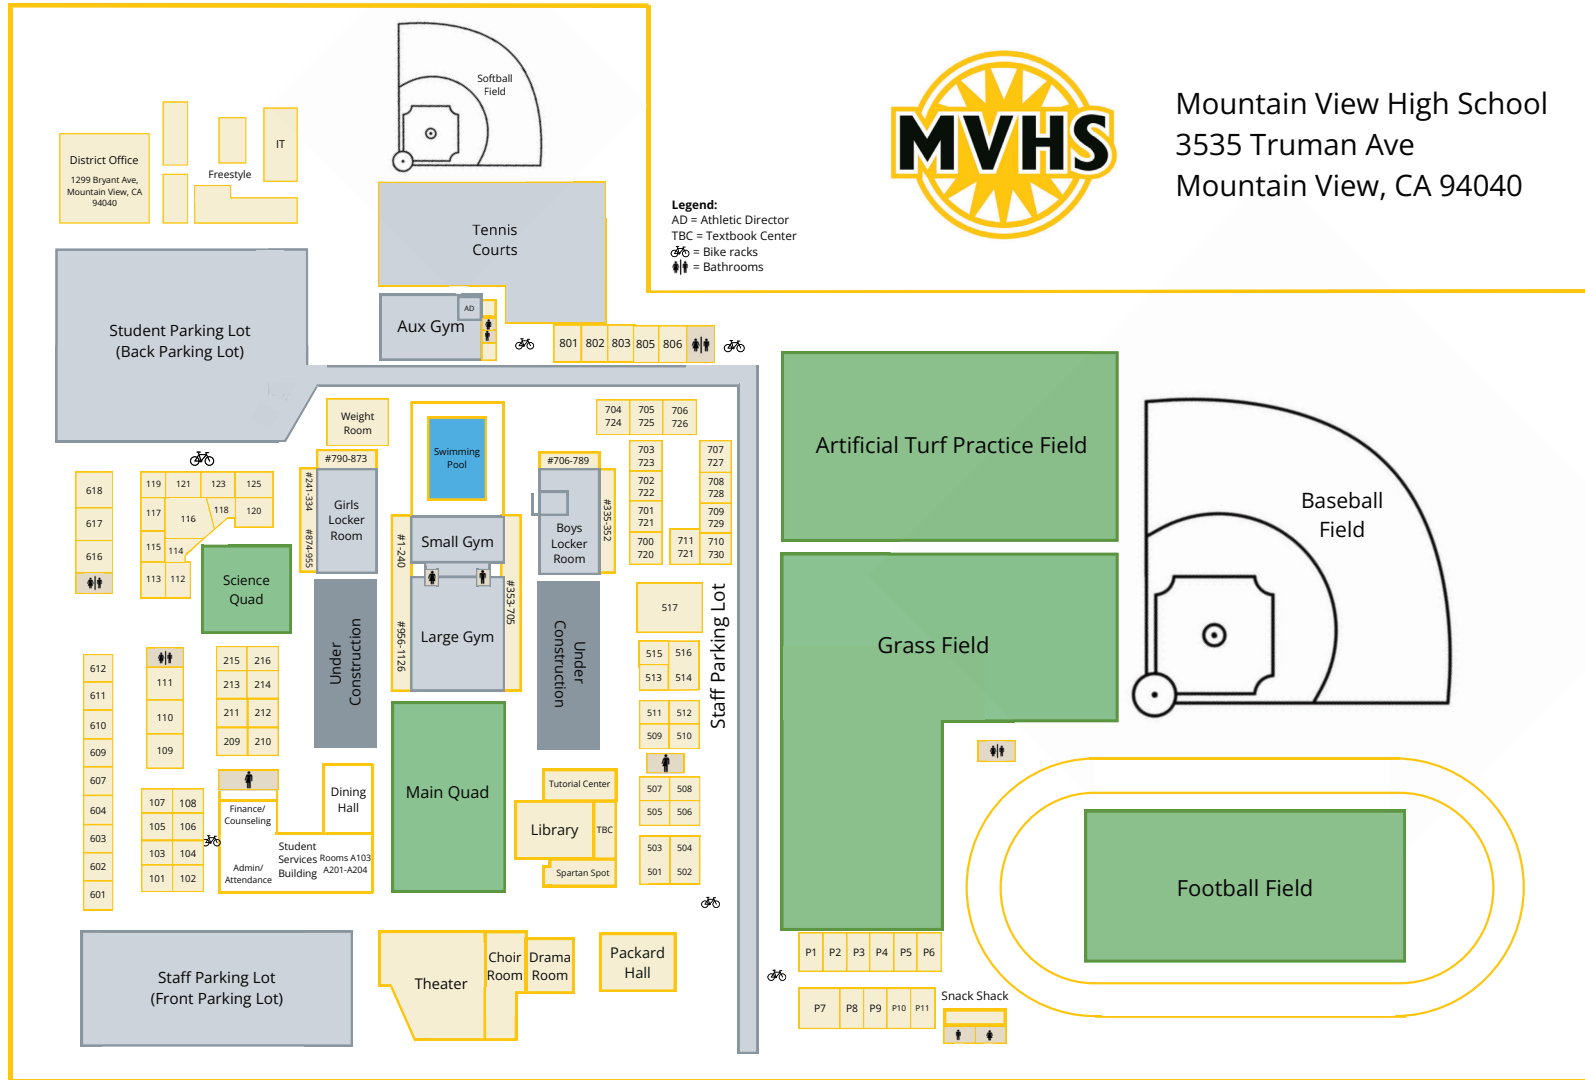 Softball
Field
MVHS
Mountain View High School
3535 Truman Ave
Mountain View, CA 94040
District Office
1299 Bryant Ave,
Mountain View, CA
94040
Freestyle
IT
Legend:
AD = Athletic Director
TBC = Textbook Center
= Bike racks
= Bathrooms
Tennis
Courts
Student Parking Lot
(Back Parking Lot)
Aux Gym
AD
801 802 803 805 806
Weight
Room
#790-873
#241-334
#874-955
Girls
Locker
Room
Swimming
Pool
Small Gym
Large Gym
#1-240
#956-1126
#353-705
#706-789
#335-352
Boys
Locker
Room
704 705 706
724 725 726
703
723
702
722
701
721
700
720
707
727
708
728
709
729
710
730
711
721
Artificial Turf Practice Field
Baseball
Field
Grass Field
618
617
616
119 121 123 125
117 116 118 120
115 114
113 112
Science
Quad
Under
Construction
Under
Construction
517
515 516
513 514
511 512
509 510
507 508
505 506
503 504
501 502
Staff Parking Lot
612
611
610
609
607
604
603
602
601
111
110
109
215 216
213 214
211 212
209 210
107 108
105 106
103 104
101 102
Finance/
Counseling
Admin/
Attendance
Student
Services
Building
Rooms A103
A201-A204
Dining
Hall
Main Quad
Tutorial Center
Library
TBC
Spartan Spot
Football Field
Staff Parking Lot
(Front Parking Lot)
Theater
Choir
Room
Drama
Room
Packard
Hall
P1 P2 P3 P4 P5 P6
P7 P8 P9 P10 P11
Snack Shack